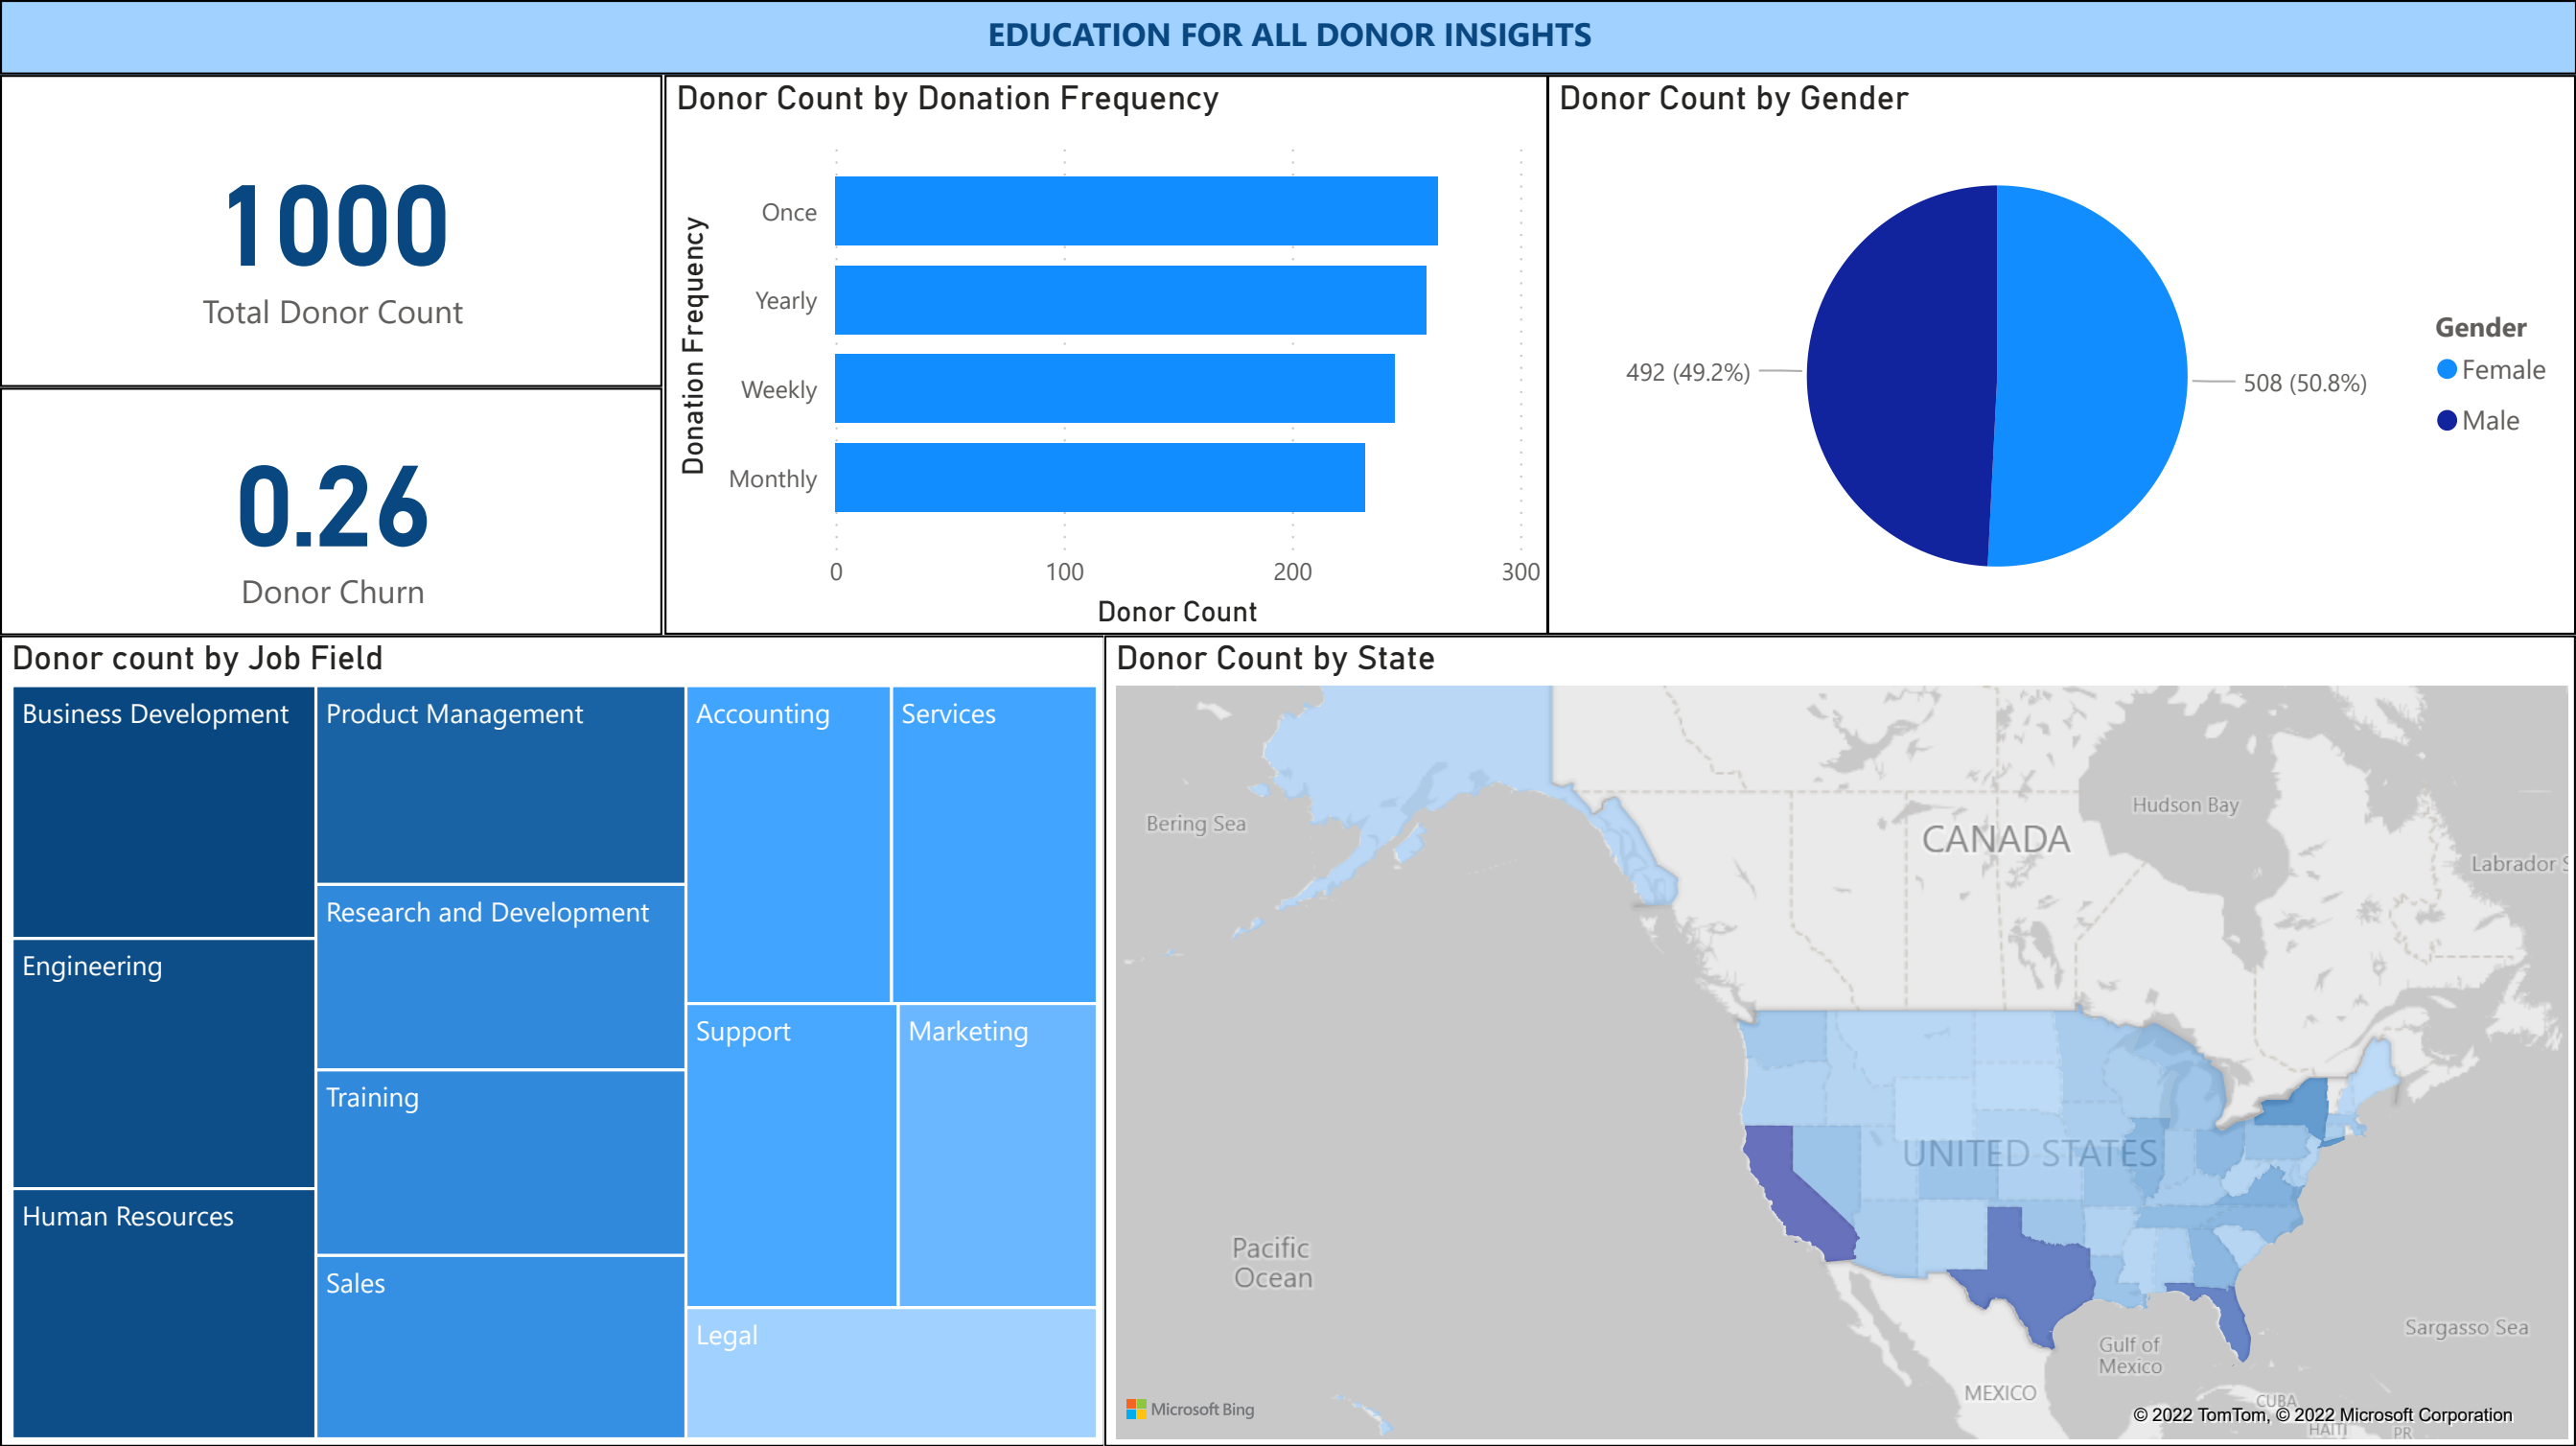 EDUCATION FOR ALL DONOR INSIGHTS
1000
Total Donor Count
0.26
Donor Churn
Donor Count by Donation Frequency
Donation Frequency
Once
Yearly
Weekly
Monthly
0 100 200 300
Donor Count
Donor Count by Gender
492 (49.2%)
508 (50.8%)
Gender
Female
Male
Donor count by Job Field
Business Development
Engineering
Human Resources
Product Management
Research and Development
Training
Sales
Accounting
Services
Support
Marketing
Legal
Donor Count by State
Bering Sea
Hudson Bay
CANADA
Labrador S
UNITED STATES
Pacific
Ocean
Sargasso Sea
Gulf of
Mexico
MEXICO
CUBA
HAITI
PR
Microsoft Bing
© 2022 TomTom, © 2022 Microsoft Corporation